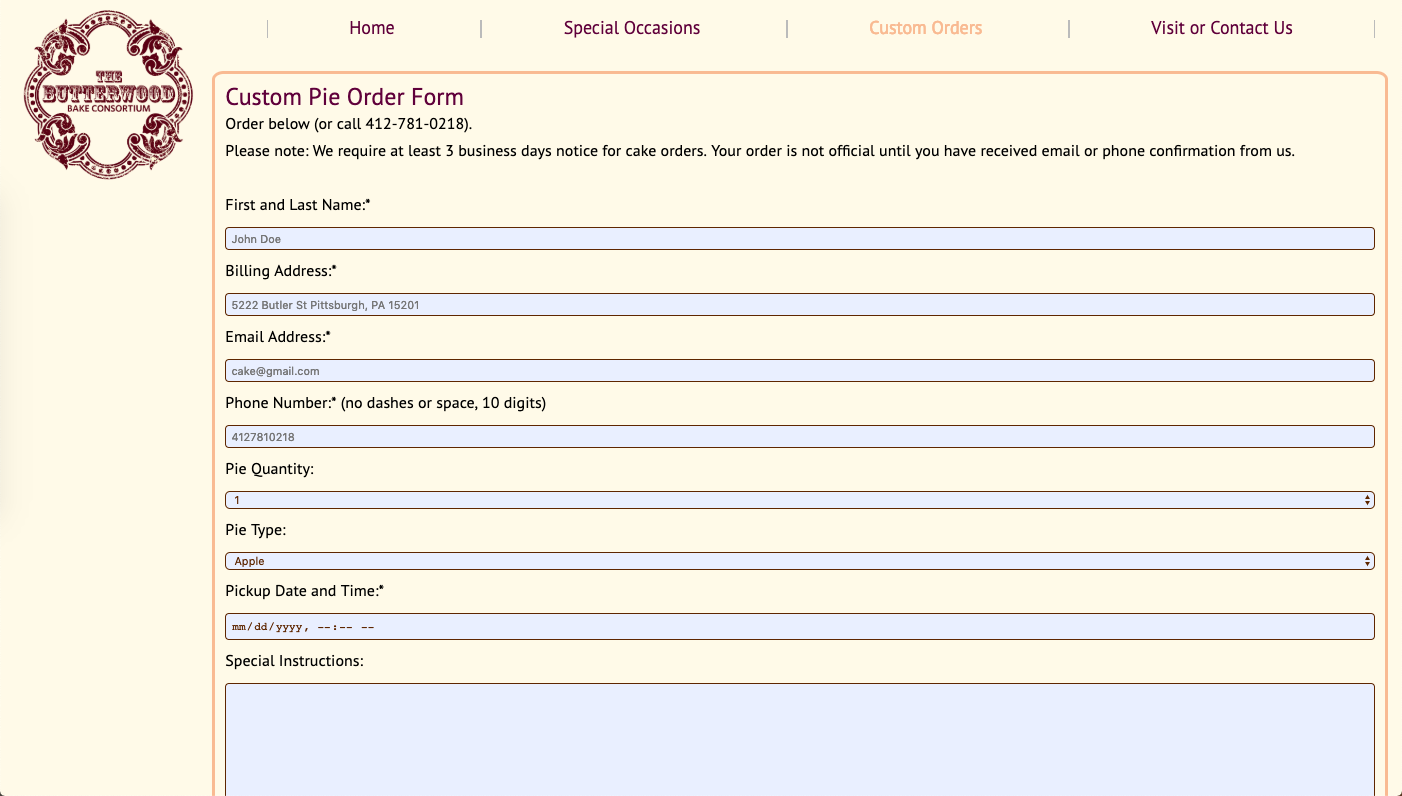 THE
BUTTERWOOD
BAKE CONSORTIUM
Home
Special Occasions
Custom Orders
Visit or Contact Us
Custom Pie Order Form
Order below (or call 412-781-0218).
Please note: We require at least 3 business days notice for cake orders. Your order is not official until you have received email or phone confirmation from us.
First and Last Name:*
John Doe
Billing Address:*
5222 Butler St Pittsburgh, PA 15201
Email Address:*
cake@gmail.com
Phone Number:* (no dashes or space, 10 digits)
4127810218
Pie Quantity:
1
Pie Type:
Apple
Pickup Date and Time:*
mm/dd/yyyy, --:-- --
Special Instructions: